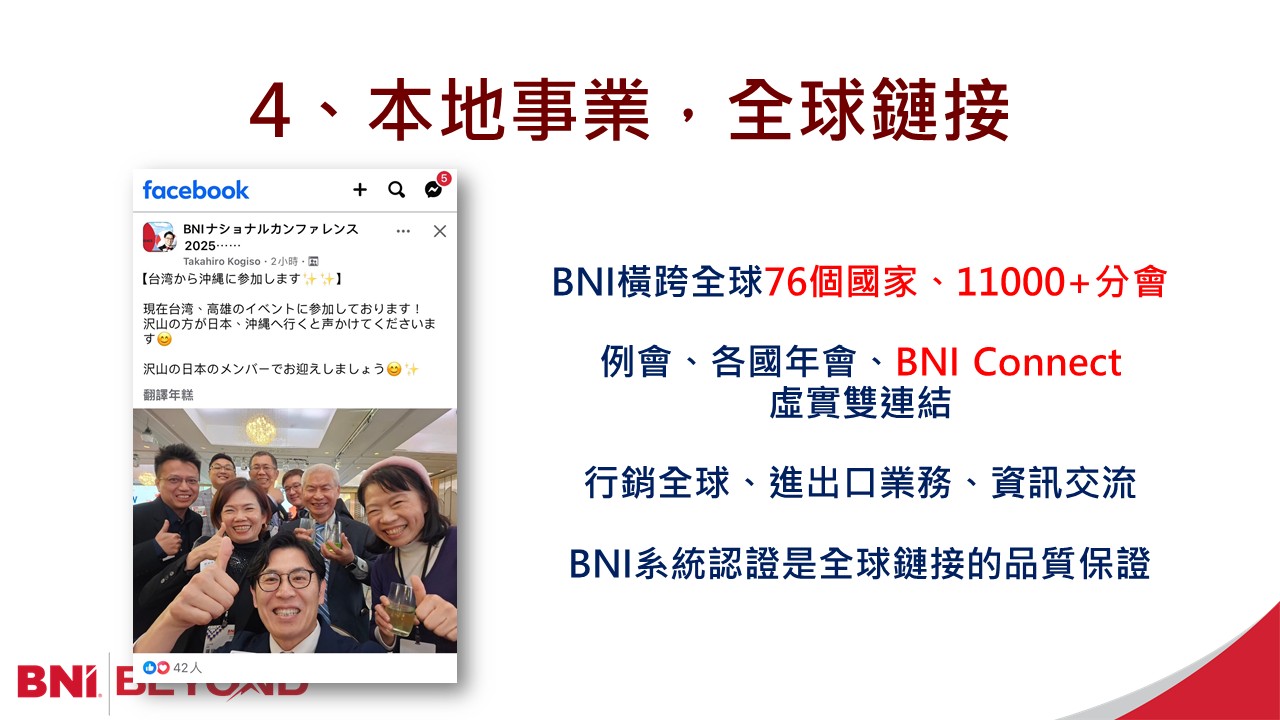 4、本地事業，全球鏈接
facebook
5
BNIナショナルカンファレンス
2025⋯⋯
Takahiro Kogiso・2小時・
【台湾から沖縄に参加します✨✨】
現在台湾、高雄のイベントに参加しております！
沢山の方が日本、沖縄へ行くと声かけてくださいま
す😊
沢山の日本のメンバーでお迎えしましょう😊✨
翻譯年糕
42人
BNI橫跨全球76個國家、11000+分會
例會、各國年會、BNI Connect
虛實雙連結
行銷全球、進出口業務、資訊交流
BNI系統認證是全球鏈接的品質保證
BNI® BEYOND